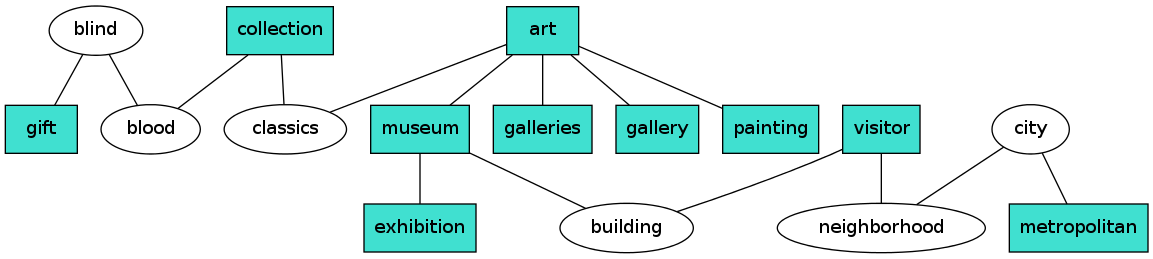 blind
collection
art
gift
blood
classics
museum
galleries
gallery
painting
visitor
city
exhibition
building
neighborhood
metropolitan